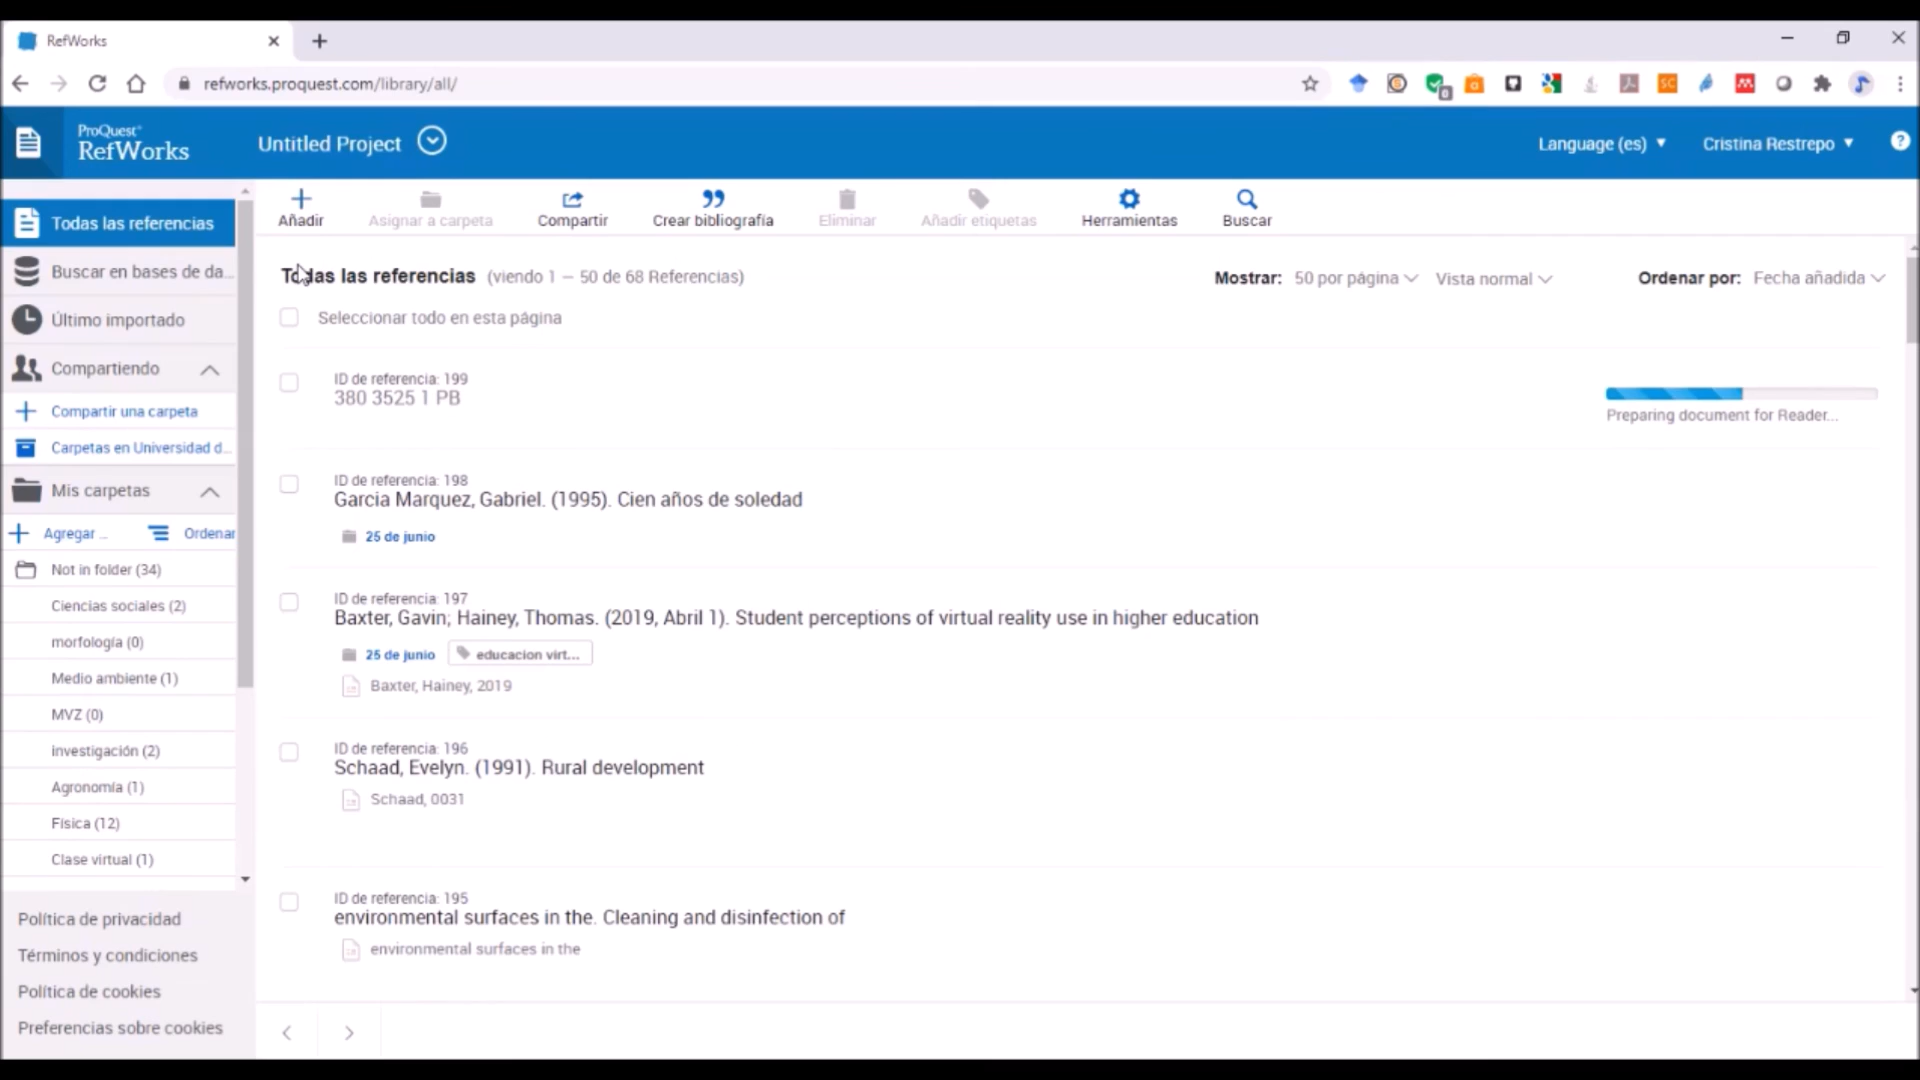 RefWorks
refworks.proquest.com/library/all/
ProQuest®
RefWorks
Untitled Project
Language (es)
Cristina Restrepo
Todas las referencias
Buscar en bases de da...
Último importado
Compartiendo
Compartir una carpeta
Carpetas en Universidad d...
Mis carpetas
Agregar ...
Ordenar
Not in folder (34)
Ciencias sociales (2)
morfología (0)
Medio ambiente (1)
MVZ (0)
investigación (2)
Agronomía (1)
Física (12)
Clase virtual (1)
Política de privacidad
Términos y condiciones
Política de cookies
Preferencias sobre cookies
Añadir
Asignar a carpeta
Compartir
Crear bibliografía
Eliminar
Añadir etiquetas
Herramientas
Buscar
Todas las referencias (viendo 1 – 50 de 68 Referencias)
Mostrar: 50 por página Vista normal
Ordenar por: Fecha añadida
Seleccionar todo en esta página
ID de referencia: 199
380 3525 1 PB
Preparing document for Reader...
ID de referencia: 198
Garcia Marquez, Gabriel. (1995). Cien años de soledad
25 de junio
ID de referencia: 197
Baxter, Gavin; Hainey, Thomas. (2019, Abril 1). Student perceptions of virtual reality use in higher education
25 de junio
educacion virt...
Baxter, Hainey, 2019
ID de referencia: 196
Schaad, Evelyn. (1991). Rural development
Schaad, 0031
ID de referencia: 195
environmental surfaces in the. Cleaning and disinfection of
environmental surfaces in the